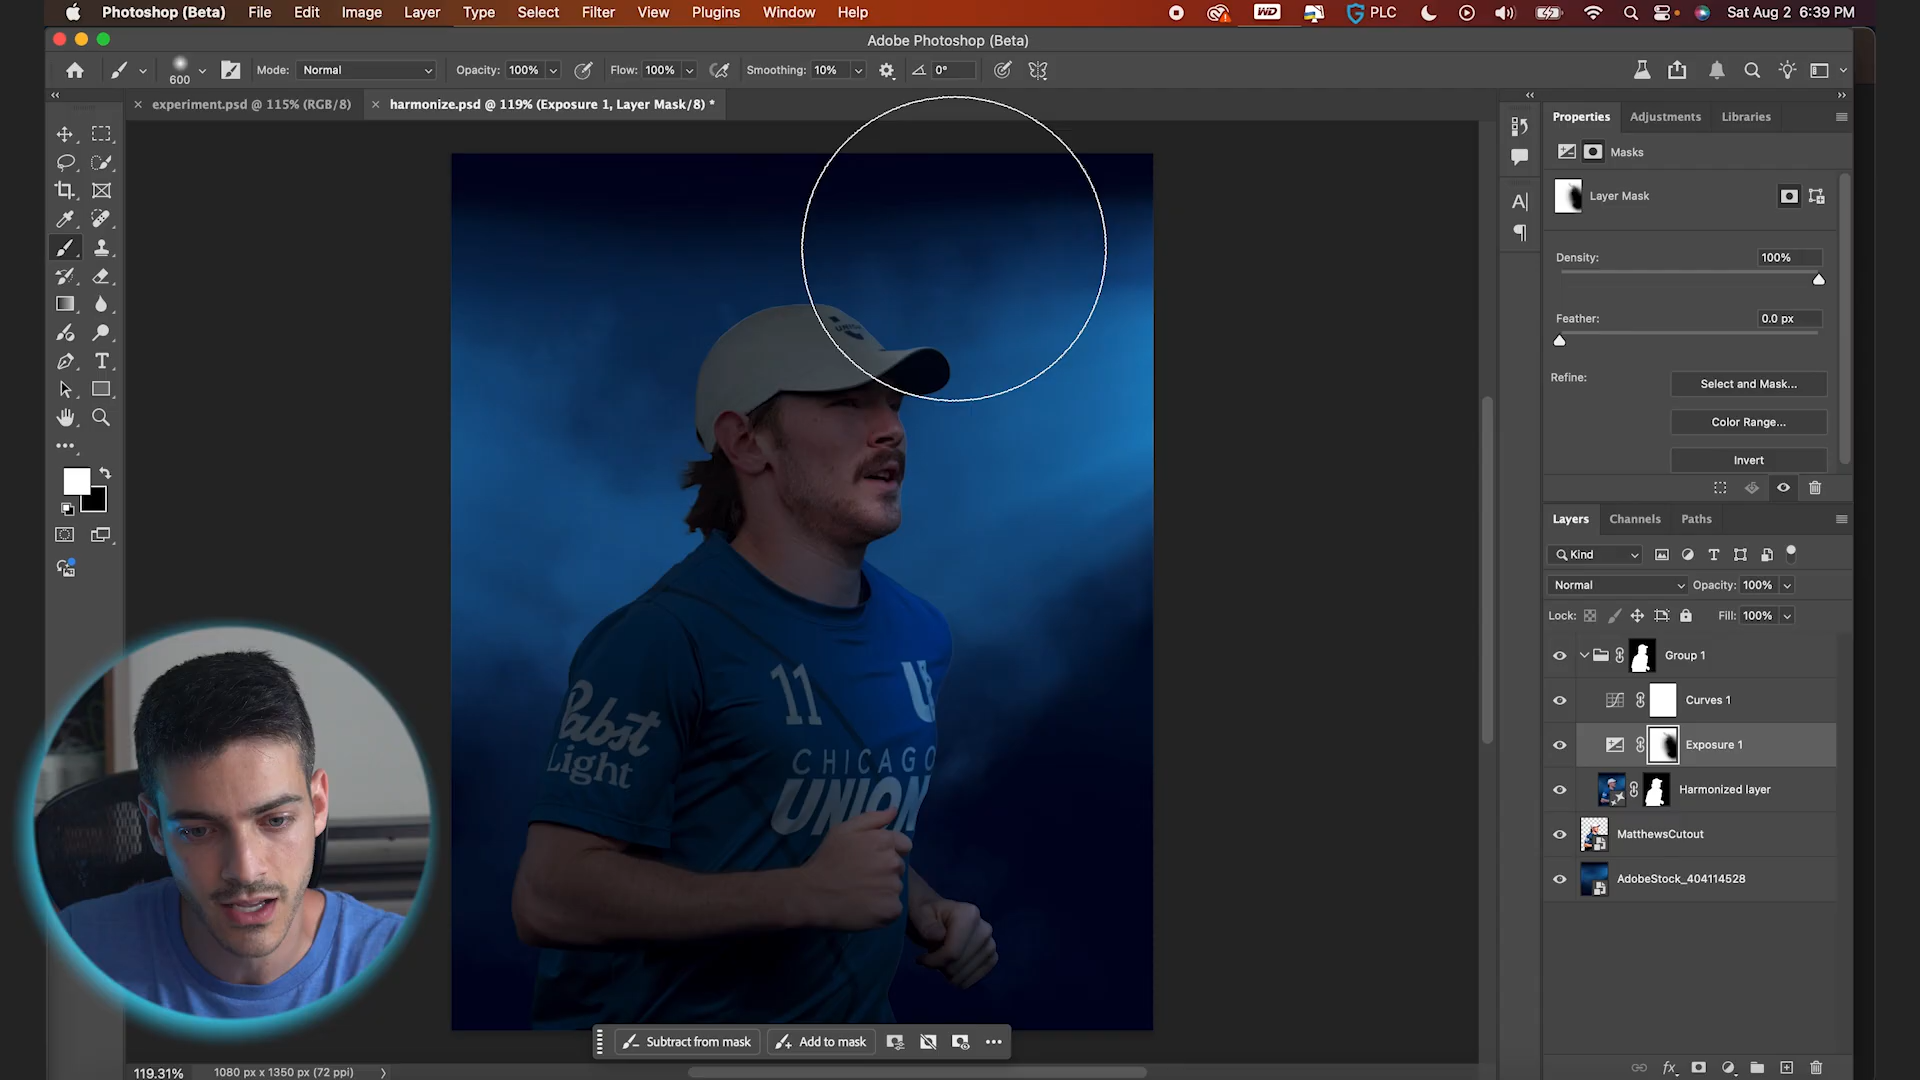 Photoshop (Beta) File Edit Image Layer Type Select Filter View Plugins Window Help WD PLC Sat Aug 2 6:39 PM
Adobe Photoshop (Beta)
600 Mode: Normal Opacity: 100% Flow: 100% Smoothing: 10% 0°
experiment.psd @ 115% (RGB/8) harmonize.psd @ 119% (Exposure 1, Layer Mask/8) *
Properties Adjustments Libraries
Masks
Layer Mask
Density: 100%
Feather: 0.0 px
Refine: Select and Mask...
Color Range...
Invert
Layers Channels Paths
Kind
Normal Opacity: 100%
Lock: Fill: 100%
Group 1
Curves 1
Exposure 1
Harmonized layer
MatthewsCutout
AdobeStock_404114528
UNION
11
Pabst
Light
CHICAGO
UNION
Subtract from mask Add to mask
119.31% 1080 px x 1350 px (72 ppi)